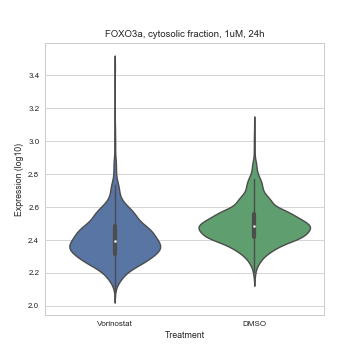 FOXO3a, cytosolic fraction, 1uM, 24h
3.4
3.2
3.0
2.8
2.6
2.4
2.2
2.0
Expression (log10)
Vorinostat DMSO
Treatment